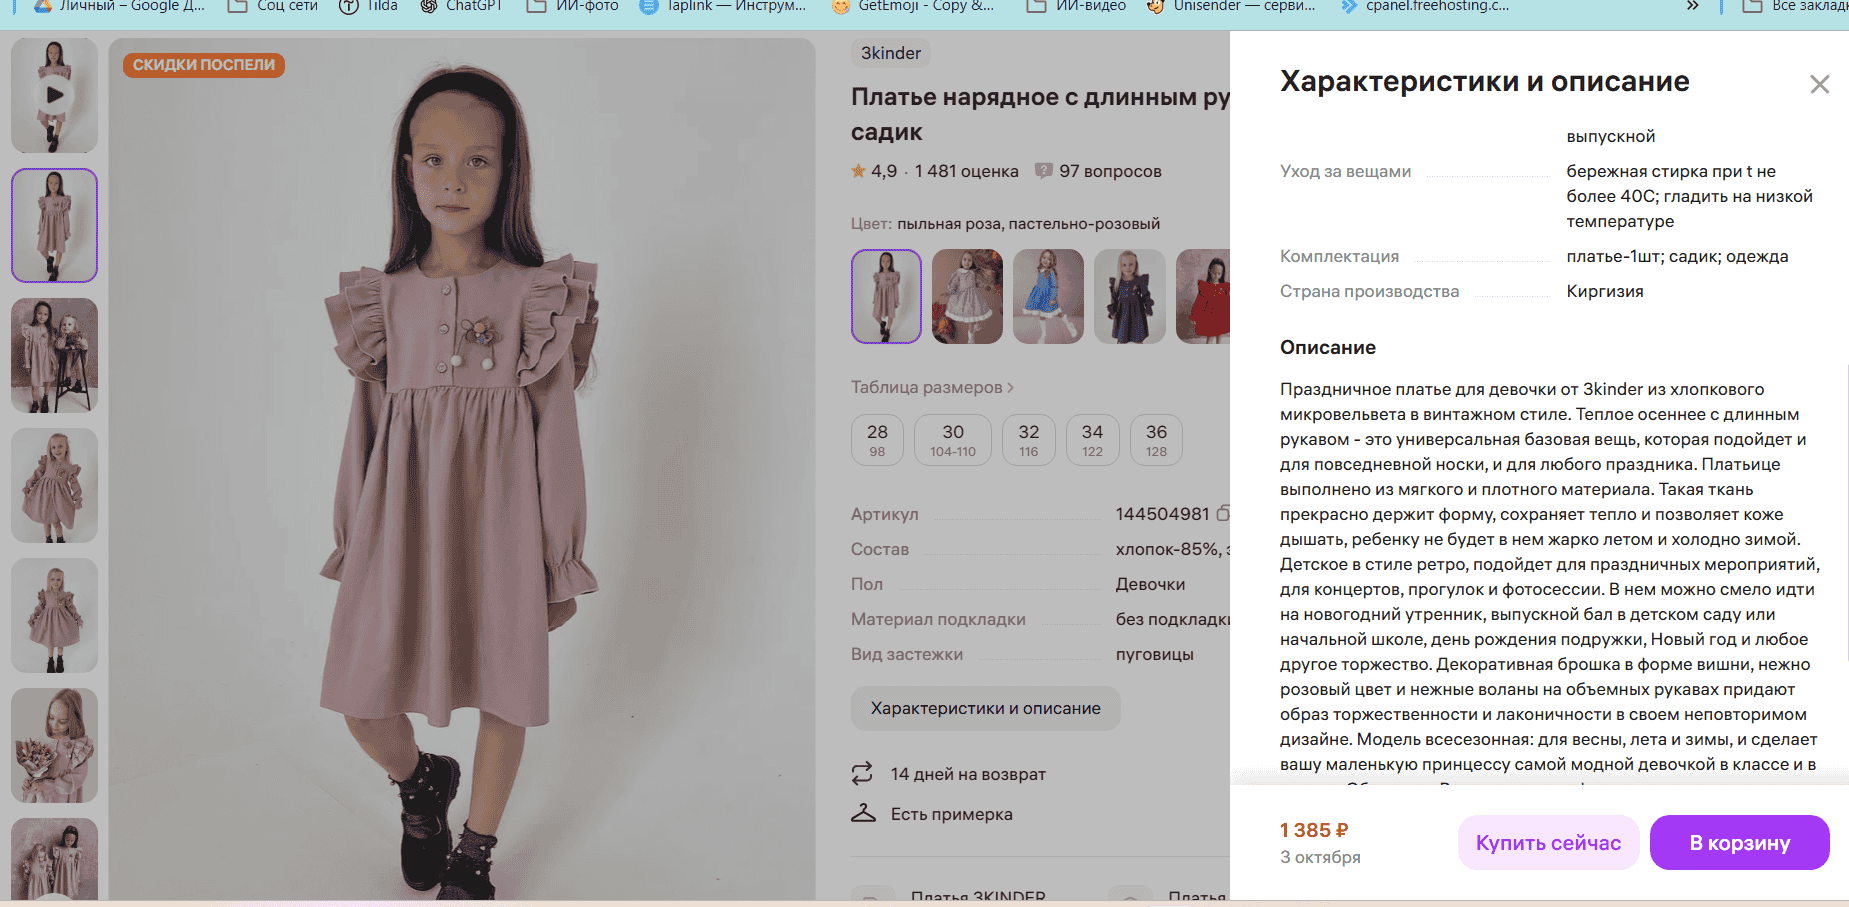 Личный – Google Д...
Соц сети
Tilda
ChatGPT
ИИ-фото
Taplink — Инструм...
GetEmoji - Copy &...
ИИ-видео
Unisender — серви...
cpanel.freehosting.c...
»
Все заклад
СКИДКИ ПОСПЕЛИ
3kinder
Платье нарядное с длинным ру
садик
4,9 · 1 481 оценка
97 вопросов
Цвет: пыльная роза, пастельно-розовый
Таблица размеров >
28 30 32 34 36
98 104-110 116 122 128
Артикул 144504981
Состав хлопок-85%,
Пол Девочки
Материал подкладки без подкладки
Вид застежки пуговицы
Характеристики и описание
14 дней на возврат
Есть примерка
Платья 3KINDER
Платья
Характеристики и описание
выпускной
Уход за вещами бережная стирка при t не
более 40С; гладить на низкой
температуре
Комплектация платье-1шт; садик; одежда
Страна производства Киргизия
Описание
Праздничное платье для девочки от 3kinder из хлопкового
микровельвета в винтажном стиле. Теплое осеннее с длинным
рукавом - это универсальная базовая вещь, которая подойдет и
для повседневной носки, и для любого праздника. Платьице
выполнено из мягкого и плотного материала. Такая ткань
прекрасно держит форму, сохраняет тепло и позволяет коже
дышать, ребенку не будет в нем жарко летом и холодно зимой.
Детское в стиле ретро, подойдет для праздничных мероприятий,
для концертов, прогулок и фотосессии. В нем можно смело идти
на новогодний утренник, выпускной бал в детском саду или
начальной школе, день рождения подружки, Новый год и любое
другое торжество. Декоративная брошка в форме вишни, нежно
розовый цвет и нежные воланы на объемных рукавах придают
образ торжественности и лаконичности в своем неповторимом
дизайне. Модель всесезонная: для весны, лета и зимы, и сделает
вашу маленькую принцессу самой модной девочкой в классе и в
1 385 ₽
3 октября
Купить сейчас
В корзину